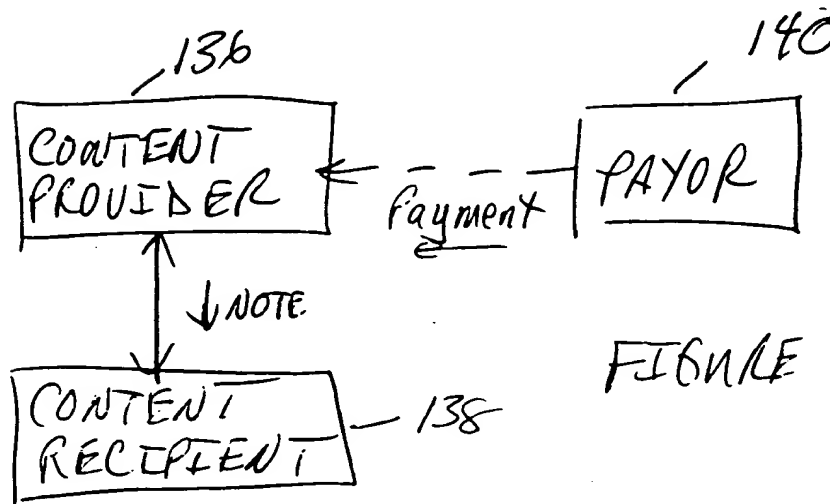 136
140
CONTENT
PROVIDER
PAYOR
Payment
NOTE
FIGURE
CONTENT
RECIPIENT
138